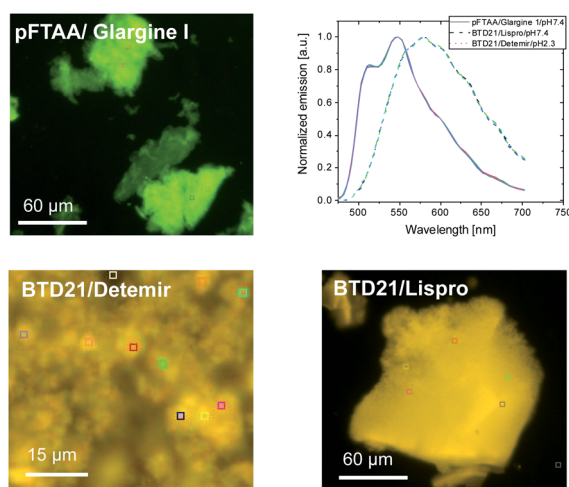 pFTAA/ Glargine I
60 µm
pFTAA/Glargine 1/pH7.4
BTD21/Lispro/pH7.4
BTD21/Detemir/pH2.3
Normalized emission [a.u.]
1.0
0.8
0.6
0.4
0.2
0.0
500 550 600 650 700 750
Wavelength [nm]
BTD21/Detemir
15 µm
BTD21/Lispro
60 µm